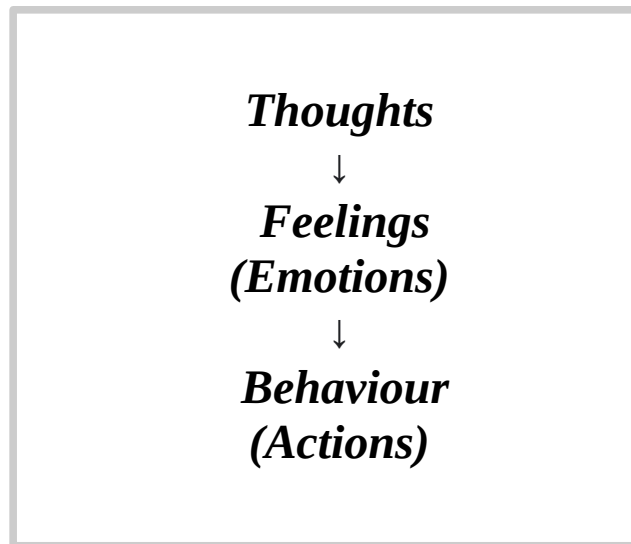 Thoughts
↓
Feelings
(Emotions)
↓
Behaviour
(Actions)